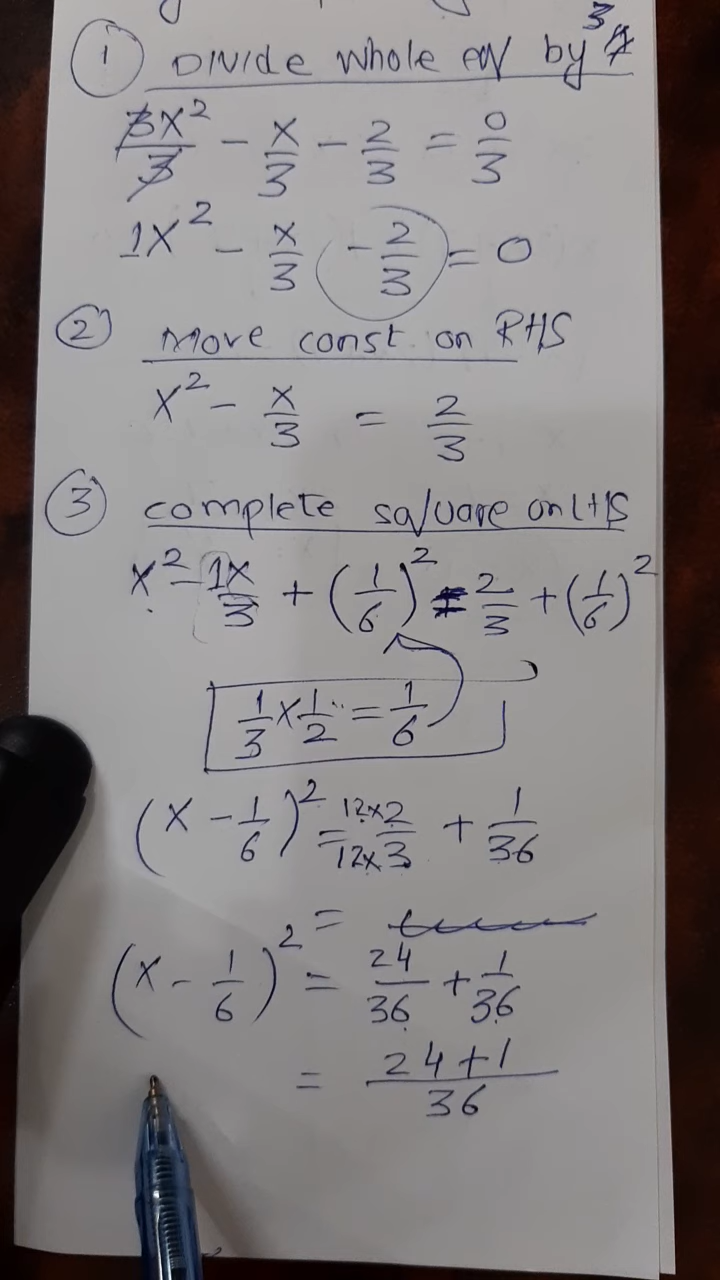 ① Divide whole eqn by 3
3x²/3 - x/3 - 2/3 = 0/3
1x² - x/3 - 2/3 = 0
② Move const. on RHS
x² - x/3 = 2/3
③ complete square on LHS
x² - 1x/3 + (1/6)² = 2/3 + (1/6)²
1/3 × 1/2 = 1/6
(x - 1/6)² = 12×2/12×3 + 1/36
=
(x - 1/6)² = 24/36 + 1/36
= 24+1/36